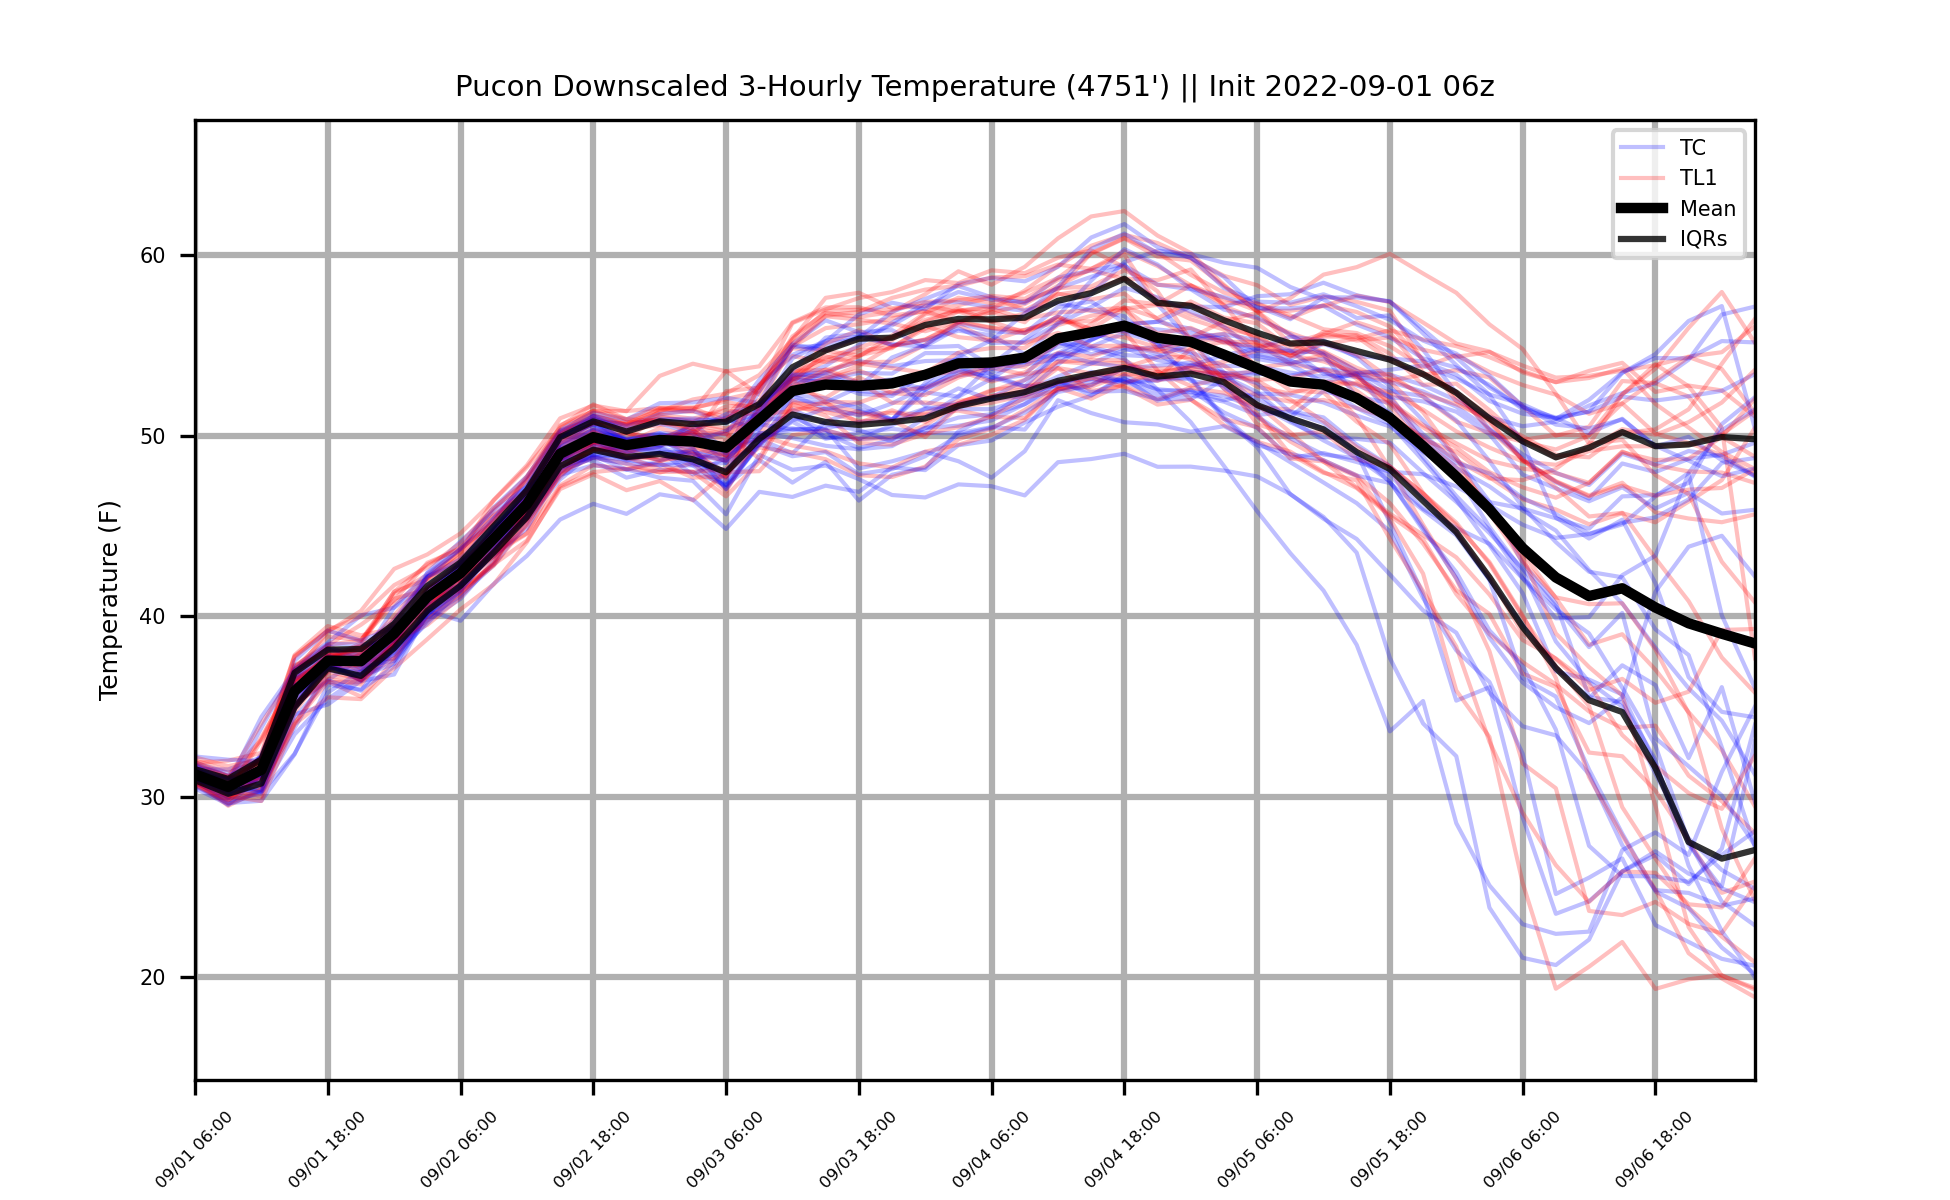 Pucon Downscaled 3-Hourly Temperature (4751') || Init 2022-09-01 06z
TC
TL1
Mean
IQRs
Temperature (F)
60
50
40
30
20
09/01 06:00
09/01 18:00
09/02 06:00
09/02 18:00
09/03 06:00
09/03 18:00
09/04 06:00
09/04 18:00
09/05 06:00
09/05 18:00
09/06 06:00
09/06 18:00